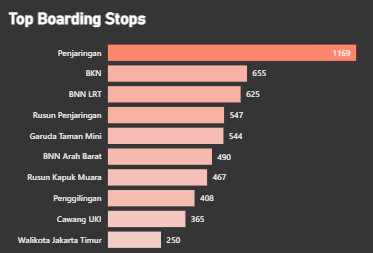 Top Boarding Stops
Penjaringan 1169
BKN 655
BNN LRT 625
Rusun Penjaringan 547
Garuda Taman Mini 544
BNN Arah Barat 490
Rusun Kapuk Muara 467
Penggilingan 408
Cawang UKI 365
Walikota Jakarta Timur 250